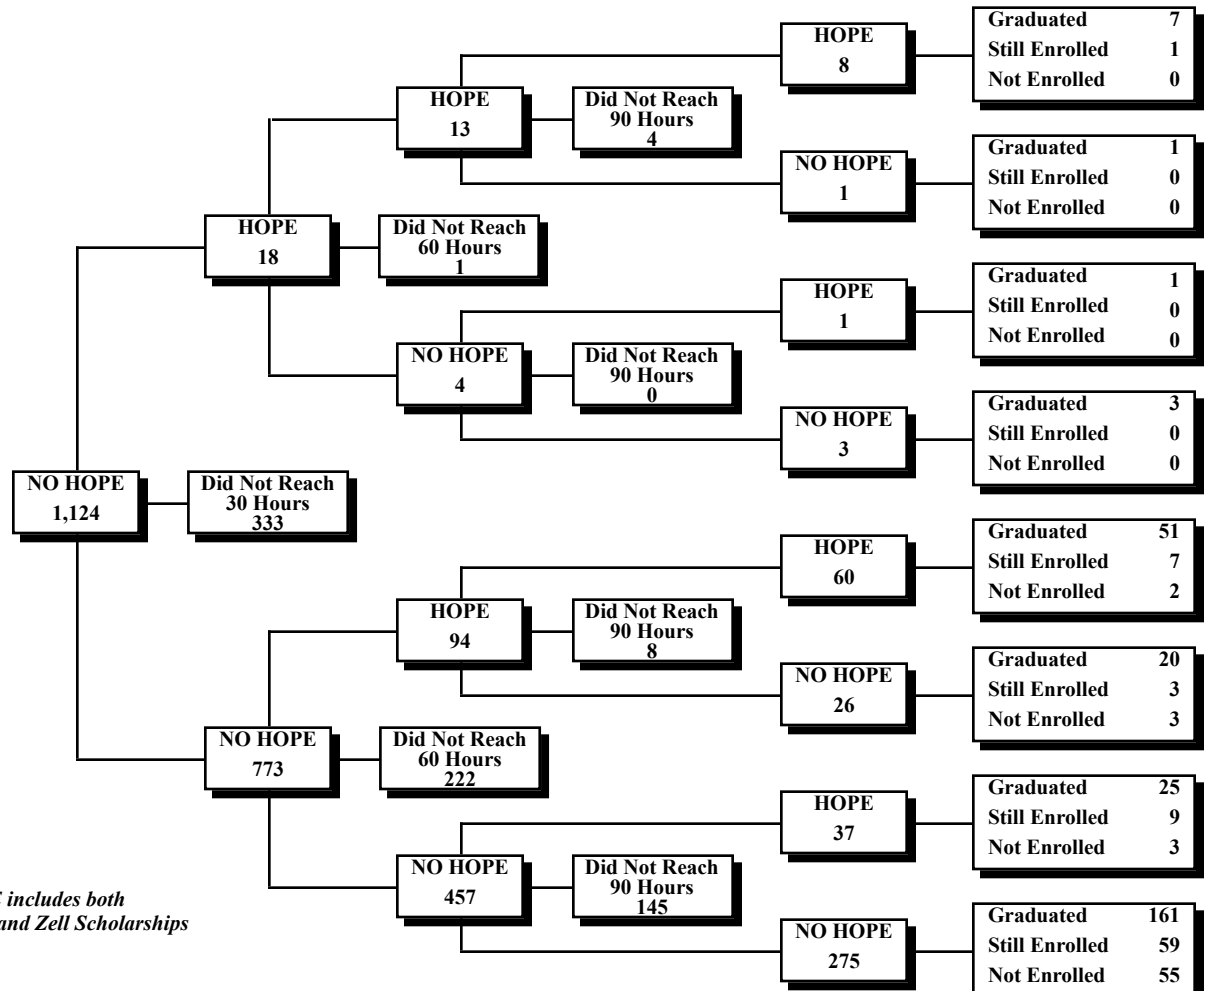 Graduated 7
Still Enrolled 1
Not Enrolled 0
HOPE
8
HOPE
13
Did Not Reach
90 Hours
4
NO HOPE
1
Graduated 1
Still Enrolled 0
Not Enrolled 0
HOPE
18
Did Not Reach
60 Hours
1
HOPE
1
Graduated 1
Still Enrolled 0
Not Enrolled 0
NO HOPE
4
Did Not Reach
90 Hours
0
NO HOPE
3
Graduated 3
Still Enrolled 0
Not Enrolled 0
NO HOPE
1,124
Did Not Reach
30 Hours
333
HOPE
60
Graduated 51
Still Enrolled 7
Not Enrolled 2
HOPE
94
Did Not Reach
90 Hours
8
NO HOPE
26
Graduated 20
Still Enrolled 3
Not Enrolled 3
NO HOPE
773
Did Not Reach
60 Hours
222
HOPE
37
Graduated 25
Still Enrolled 9
Not Enrolled 3
NO HOPE
457
Did Not Reach
90 Hours
145
NO HOPE
275
Graduated 161
Still Enrolled 59
Not Enrolled 55
includes both
and Zell Scholarships